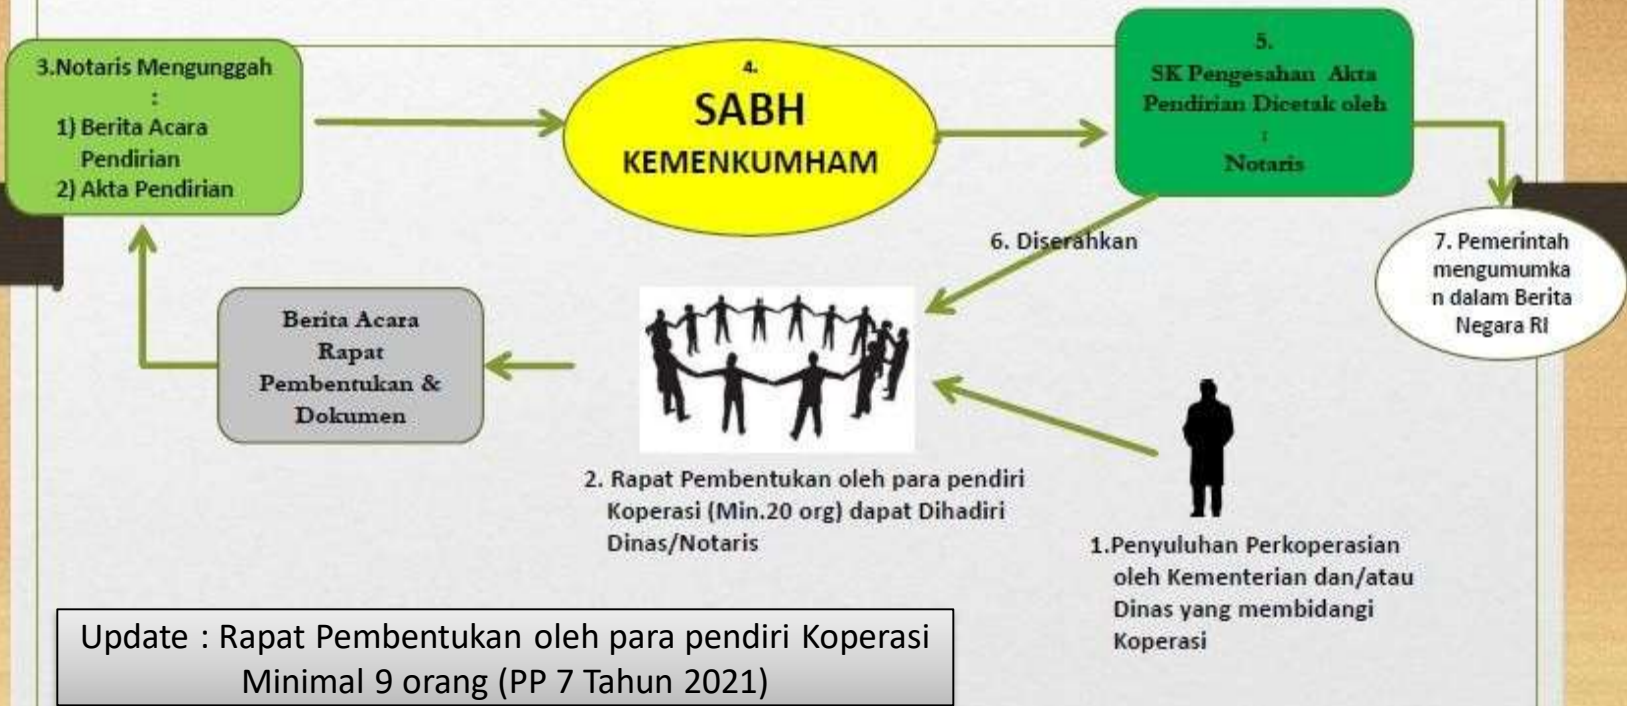 3.Notaris Mengunggah
:
1) Berita Acara
Pendirian
2) Akta Pendirian
4.
SABH
KEMENKUMHAM
5.
SK Pengesahan Akta
Pendirian Dicetak oleh
:
Notaris
6. Diserahkan
7. Pemerintah
mengumumka
n dalam Berita
Negara RI
Berita Acara
Rapat
Pembentukan &
Dokumen
2. Rapat Pembentukan oleh para pendiri
Koperasi (Min.20 org) dapat Dihadiri
Dinas/Notaris
1.Penyuluhan Perkoperasian
oleh Kementerian dan/atau
Dinas yang membidangi
Koperasi
Update : Rapat Pembentukan oleh para pendiri Koperasi
Minimal 9 orang (PP 7 Tahun 2021)